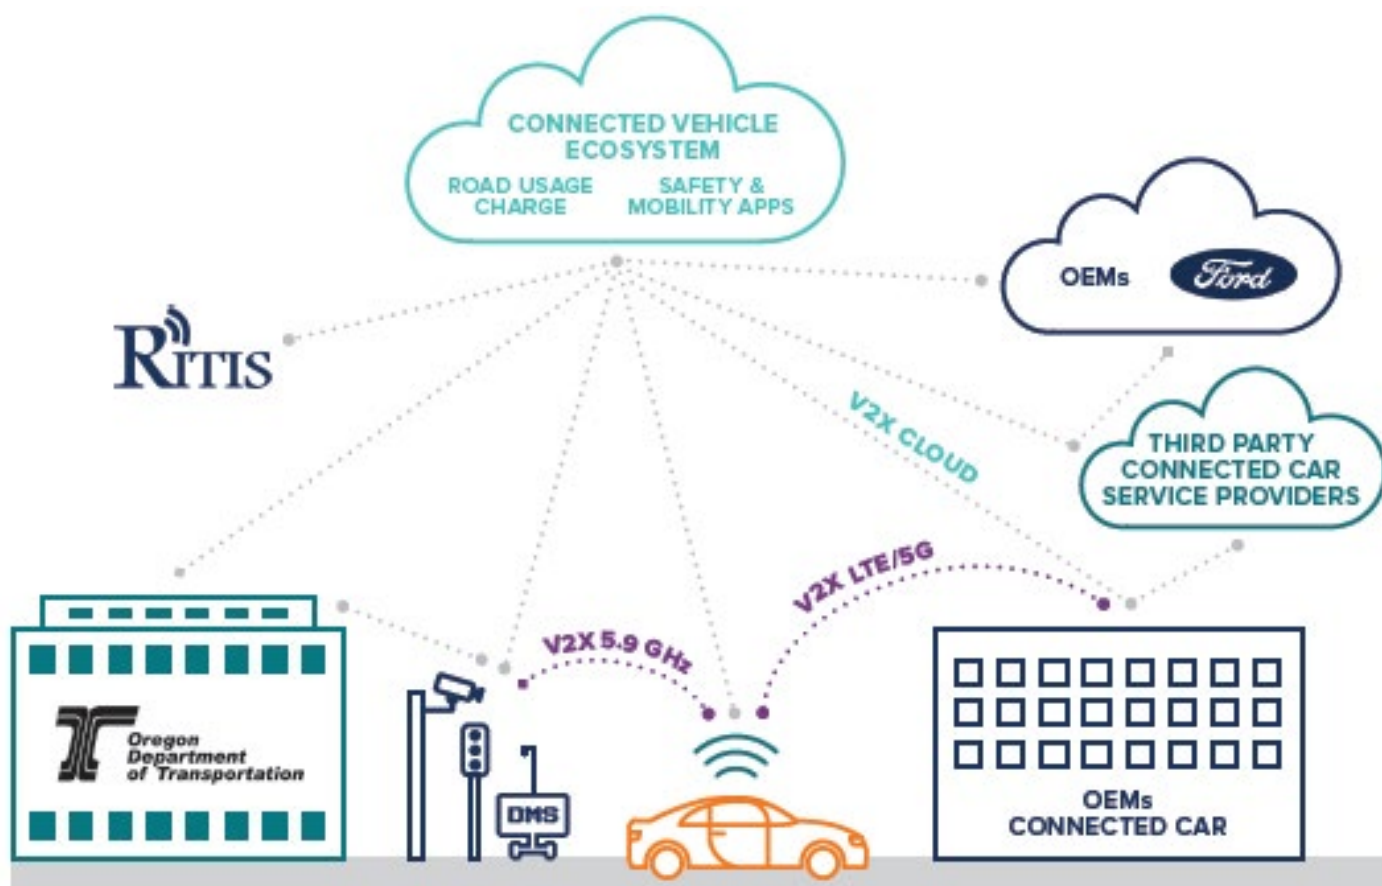 CONNECTED VEHICLE
ECOSYSTEM
ROAD USAGE
CHARGE
SAFETY &
MOBILITY APPS
OEMs
Ford
RITIS
V2X CLOUD
THIRD PARTY
CONNECTED CAR
SERVICE PROVIDERS
V2X LTE/5G
V2X 5.9 GHz
Oregon
Department
of Transportation
DMS
OEMs
CONNECTED CAR